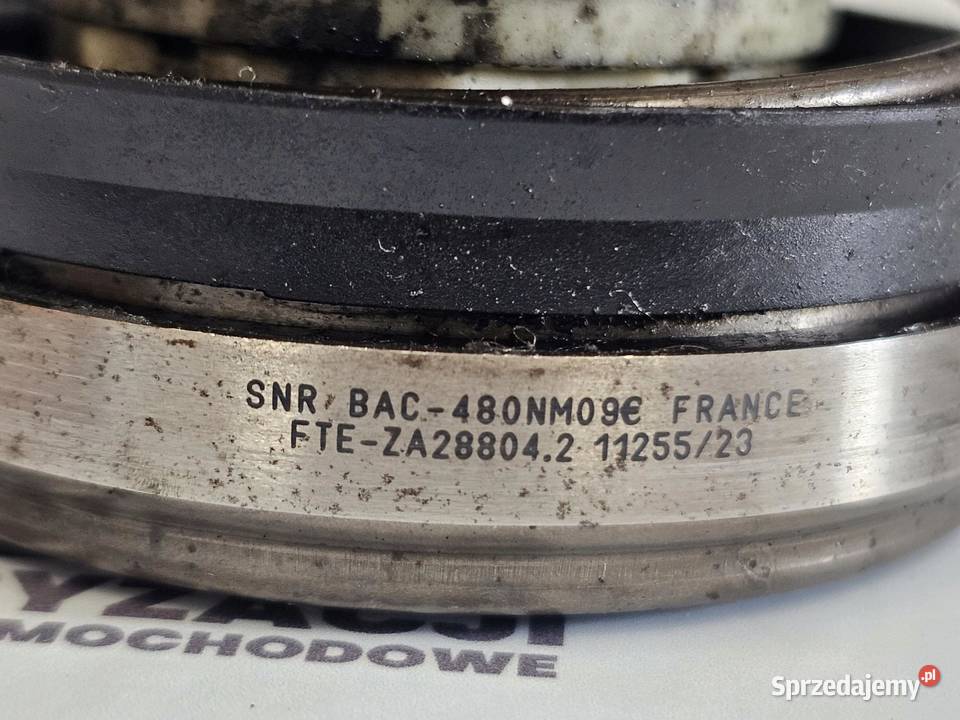 SNR BAC-480NM09€ FRANCE
FTE-ZA28804.2 11255/23
MOCHODOWE
Sprzedajemy.pl